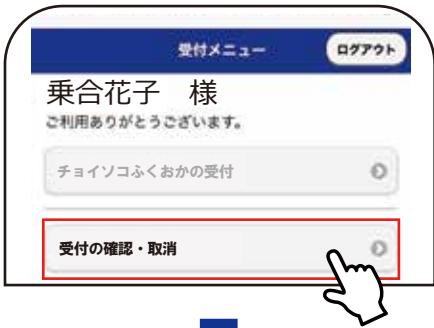 受付メニュー
ログアウト
乗合花子　様
ご利用ありがとうございます。
チョイソコふくおかの受付
受付の確認・取消